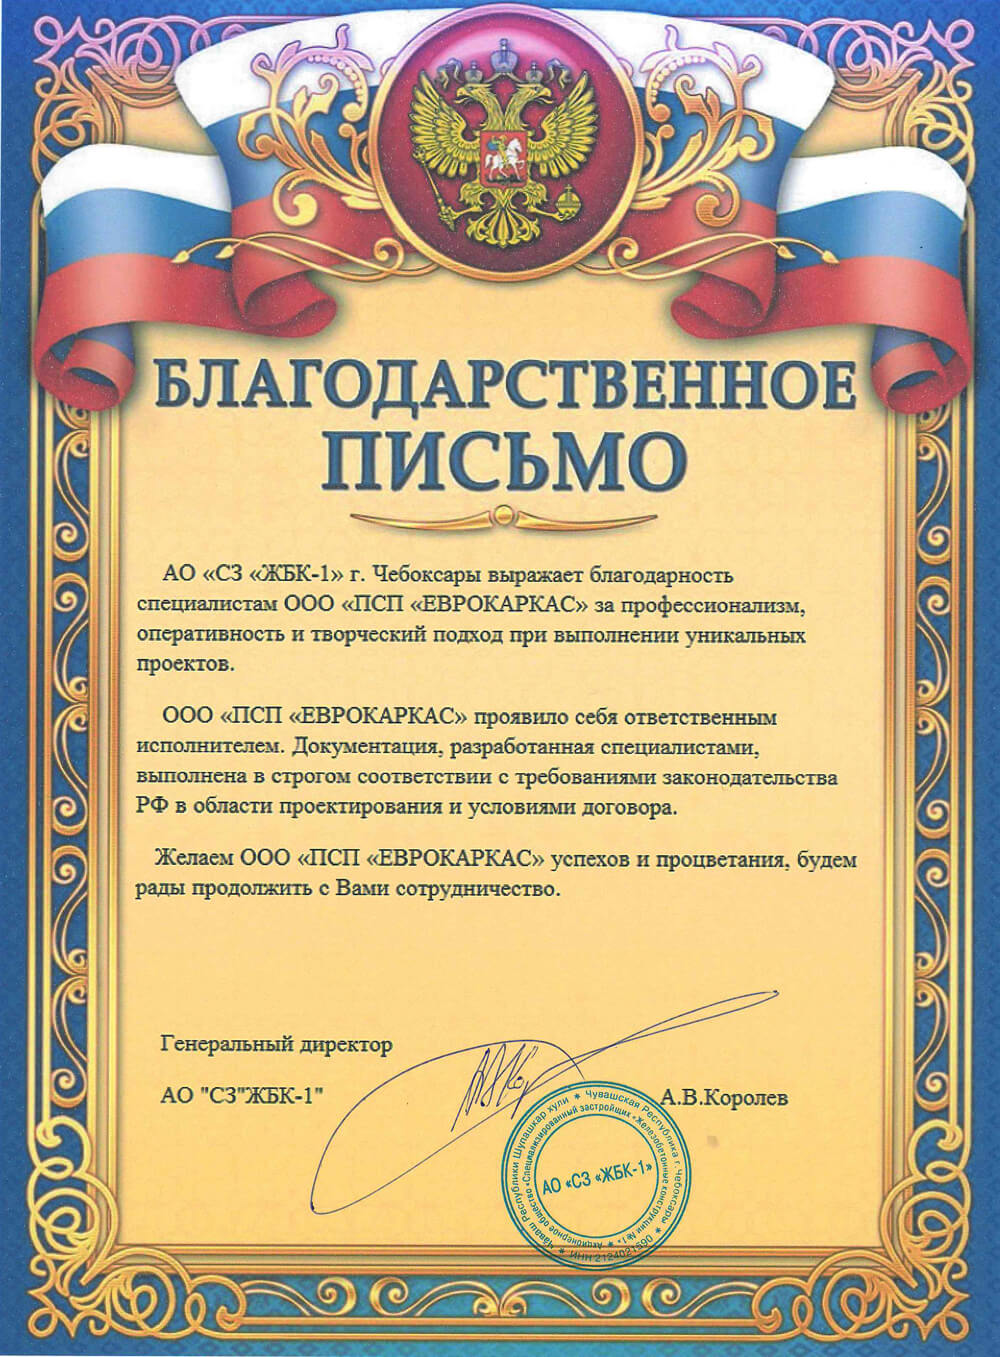 БЛАГОДАРСТВЕННОЕ
ПИСЬМО
АО «СЗ «ЖБК-1» г. Чебоксары выражает благодарность
специалистам ООО «ПСП «ЕВРОКАРКАС» за профессионализм,
оперативность и творческий подход при выполнении уникальных
проектов.
ООО «ПСП «ЕВРОКАРКАС» проявило себя ответственным
исполнителем. Документация, разработанная специалистами,
выполнена в строгом соответствии с требованиями законодательства
РФ в области проектирования и условиями договора.
Желаем ООО «ПСП «ЕВРОКАРКАС» успехов и процветания, будем
рады продолжить с Вами сотрудничество.
Генеральный директор
АО "СЗ"ЖБК-1"
А.В.Королев
Чӑваш Республики Шупашкар хули * Чувашская Республика г. Чебоксары *
ИНН 2124021590
Акционерное общество «Специализированный застройщик «Железобетонные конструкции №1» *
АО «СЗ «ЖБК-1»